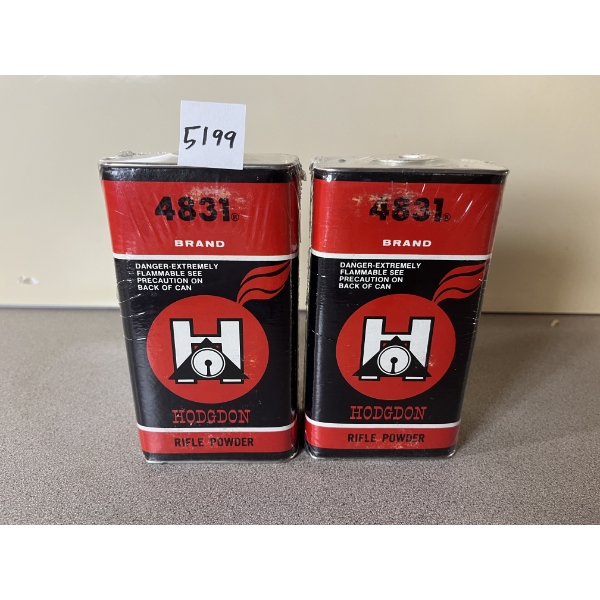 5199
4831®
BRAND
DANGER-EXTREMELY
FLAMMABLE SEE
PRECAUTION ON
BACK OF CAN
H
HODGDON
RIFLE POWDER
4831®
BRAND
DANGER-EXTREMELY
FLAMMABLE SEE
PRECAUTION ON
BACK OF CAN
H
HODGDON
RIFLE POWDER